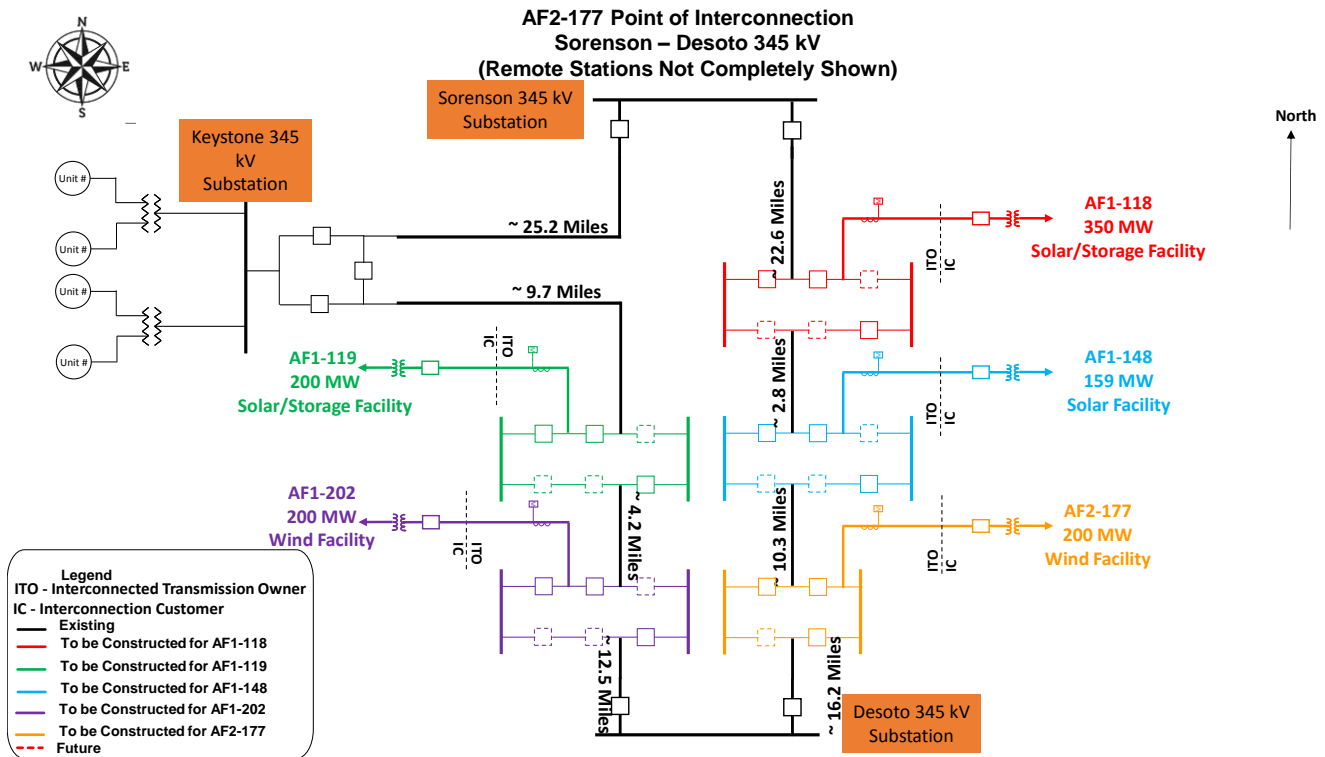 AF2-177 Point of Interconnection
Sorenson – Desoto 345 kV
(Remote Stations Not Completely Shown)
N
W
E
S
Sorenson 345 kV
Substation
Keystone 345
kV
Substation
North
Unit #
Unit #
Unit #
Unit #
~ 25.2 Miles
~ 9.7 Miles
~ 22.6 Miles
ITO
IC
AF1-118
350 MW
Solar/Storage Facility
AF1-119
200 MW
Solar/Storage Facility
ITO
IC
~ 2.8 Miles
ITO
IC
AF1-148
159 MW
Solar Facility
AF1-202
200 MW
Wind Facility
ITO
IC
~ 4.2 Miles
~ 10.3 Miles
ITO
IC
AF2-177
200 MW
Wind Facility
~ 12.5 Miles
~ 16.2 Miles
Desoto 345 kV
Substation
Legend
ITO - Interconnected Transmission Owner
IC - Interconnection Customer
Existing
To be Constructed for AF1-118
To be Constructed for AF1-119
To be Constructed for AF1-148
To be Constructed for AF1-202
To be Constructed for AF2-177
Future